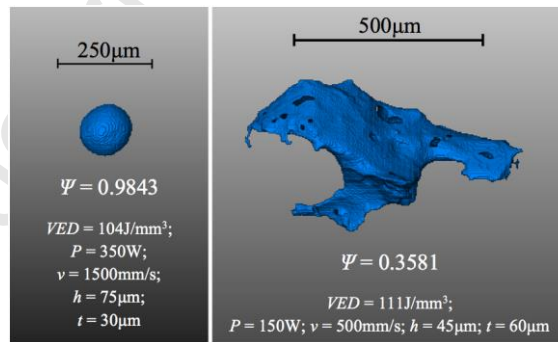 250μm
Ψ = 0.9843
VED = 104J/mm³;
P = 350W;
v = 1500mm/s;
h = 75μm;
t = 30μm
500μm
Ψ = 0.3581
VED = 111J/mm³;
P = 150W; v = 500mm/s; h = 45μm; t = 60μm